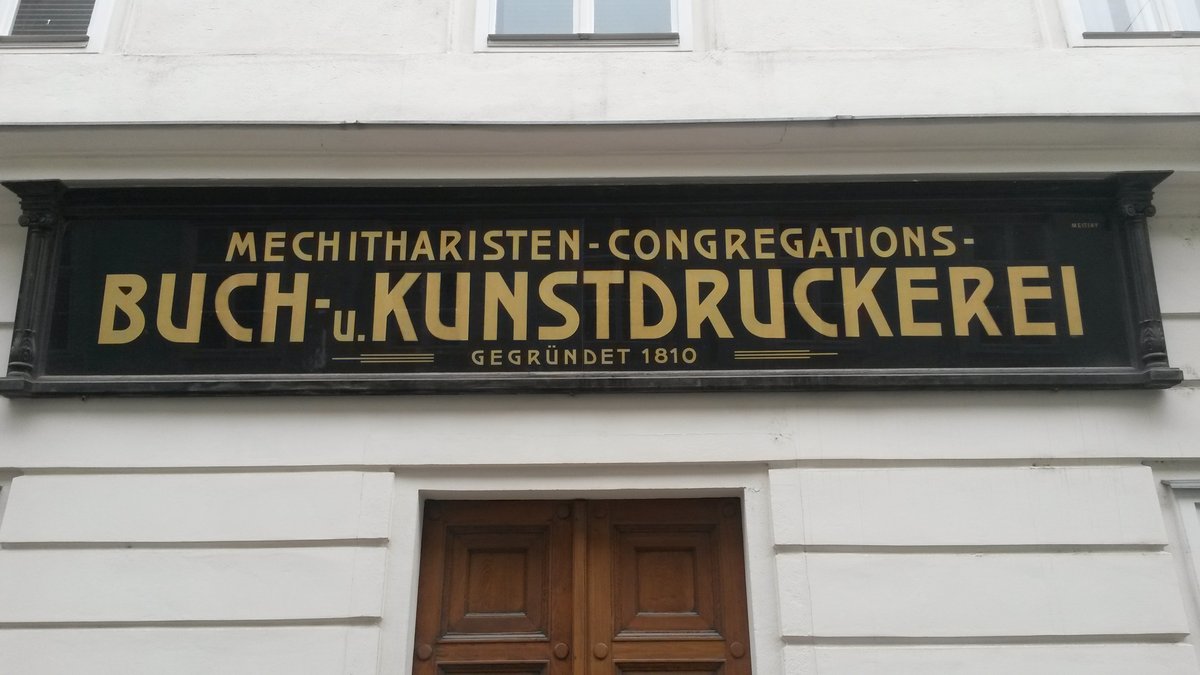 MECHITHARISTEN-CONGREGATIONS-
BUCH-u.KUNSTDRUCKEREI
GEGRÜNDET 1810